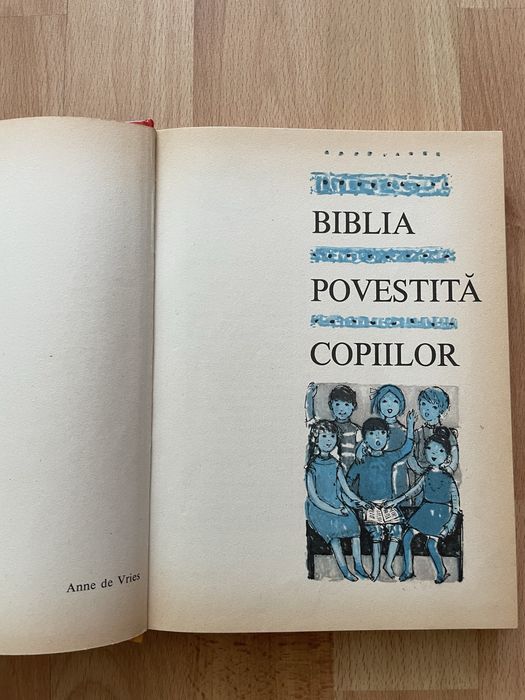 Anne de Vries
BIBLIA
POVESTITĂ
COPIILOR